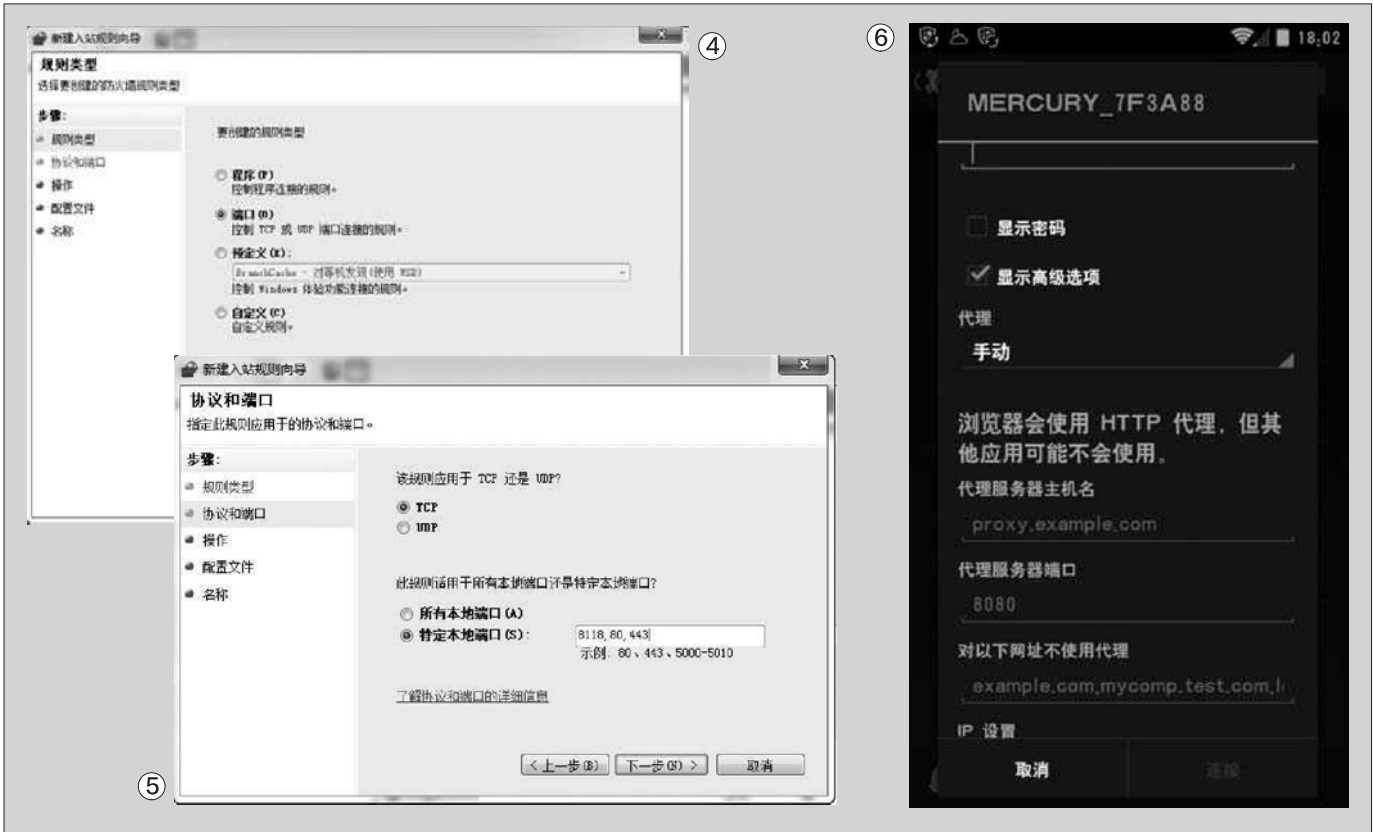 新建入站规则向导
④
规则类型
选择要创建的防火墙规则类型
步骤:
规则类型
协议和端口
操作
配置文件
名称
要创建的规则类型
程序(P)
控制程序连接的规则。
端口(O)
控制 TCP 或 UDP 端口连接的规则。
预定义(E):
BranchCache - 对等机发现(使用 WSD)
控制 Windows 体验功能连接的规则。
自定义(C)
自定义规则。
新建入站规则向导
协议和端口
指定此规则应用于的协议和端口。
步骤:
规则类型
协议和端口
操作
配置文件
名称
该规则应用于 TCP 还是 UDP?
TCP
UDP
此规则适用于所有本地端口还是特定本地端口?
所有本地端口(A)
特定本地端口(S):
8118,80,443
示例: 80、443、5000-5010
了解协议和端口的详细信息
<上一步(B)
下一步(N) >
取消
⑤
⑥
18:02
MERCURY_7F3A88
显示密码
显示高级选项
代理
手动
浏览器会使用 HTTP 代理,但其
他应用可能不会使用。
代理服务器主机名
proxy.example.com
代理服务器端口
8080
对以下网址不使用代理
example.com,mycomp.test.com,l
IP 设置
取消
连接